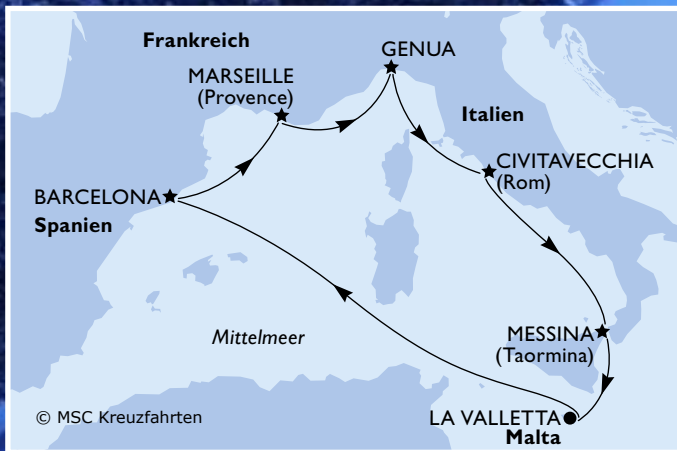 Frankreich
GENUA
MARSEILLE
(Provence)
Italien
CIVITAVECCHIA
(Rom)
BARCELONA
Spanien
Mittelmeer
MESSINA
(Taormina)
© MSC Kreuzfahrten
LA VALLETTA
Malta